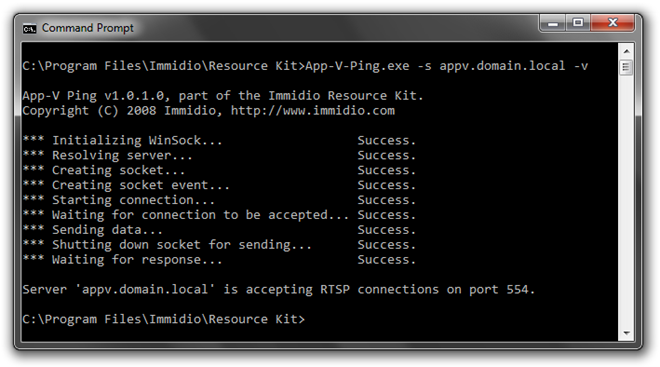 Command Prompt
C:\Program Files\Immidio\Resource Kit>App-V-Ping.exe -s appv.domain.local -v
App-V Ping v1.0.1.0, part of the Immidio Resource Kit.
Copyright (C) 2008 Immidio, http://www.immidio.com
*** Initializing WinSock... Success.
*** Resolving server... Success.
*** Creating socket... Success.
*** Creating socket event... Success.
*** Starting connection... Success.
*** Waiting for connection to be accepted... Success.
*** Sending data... Success.
*** Shutting down socket for sending... Success.
*** Waiting for response... Success.
Server 'appv.domain.local' is accepting RTSP connections on port 554.
C:\Program Files\Immidio\Resource Kit>